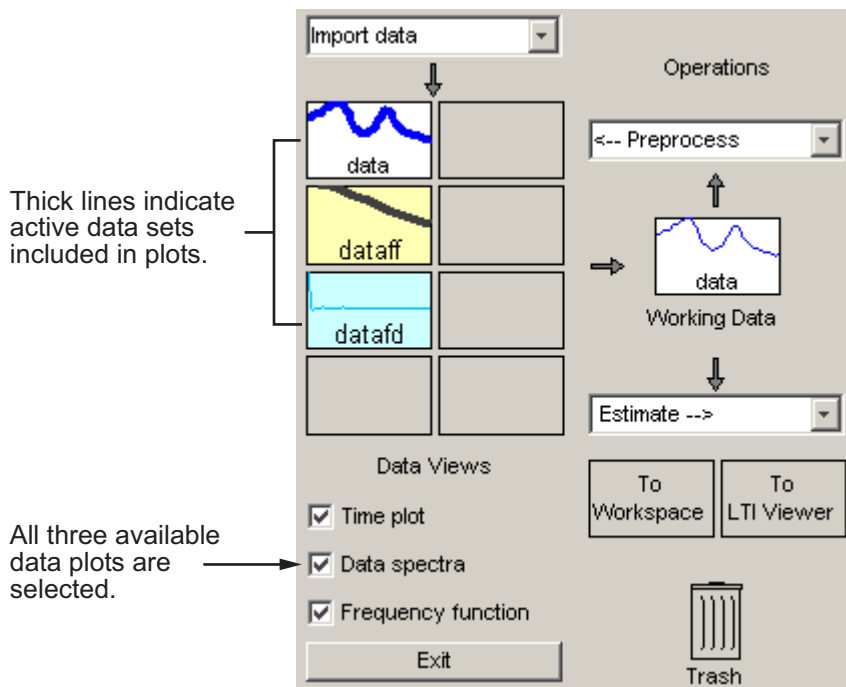 Import data
Operations
<-- Preprocess
data
Thick lines indicate
active data sets
included in plots.
dataff
data
Working Data
datafd
Estimate -->
Data Views
To
Workspace
To
LTI Viewer
Time plot
All three available
data plots are
selected.
Data spectra
Frequency function
Exit
Trash